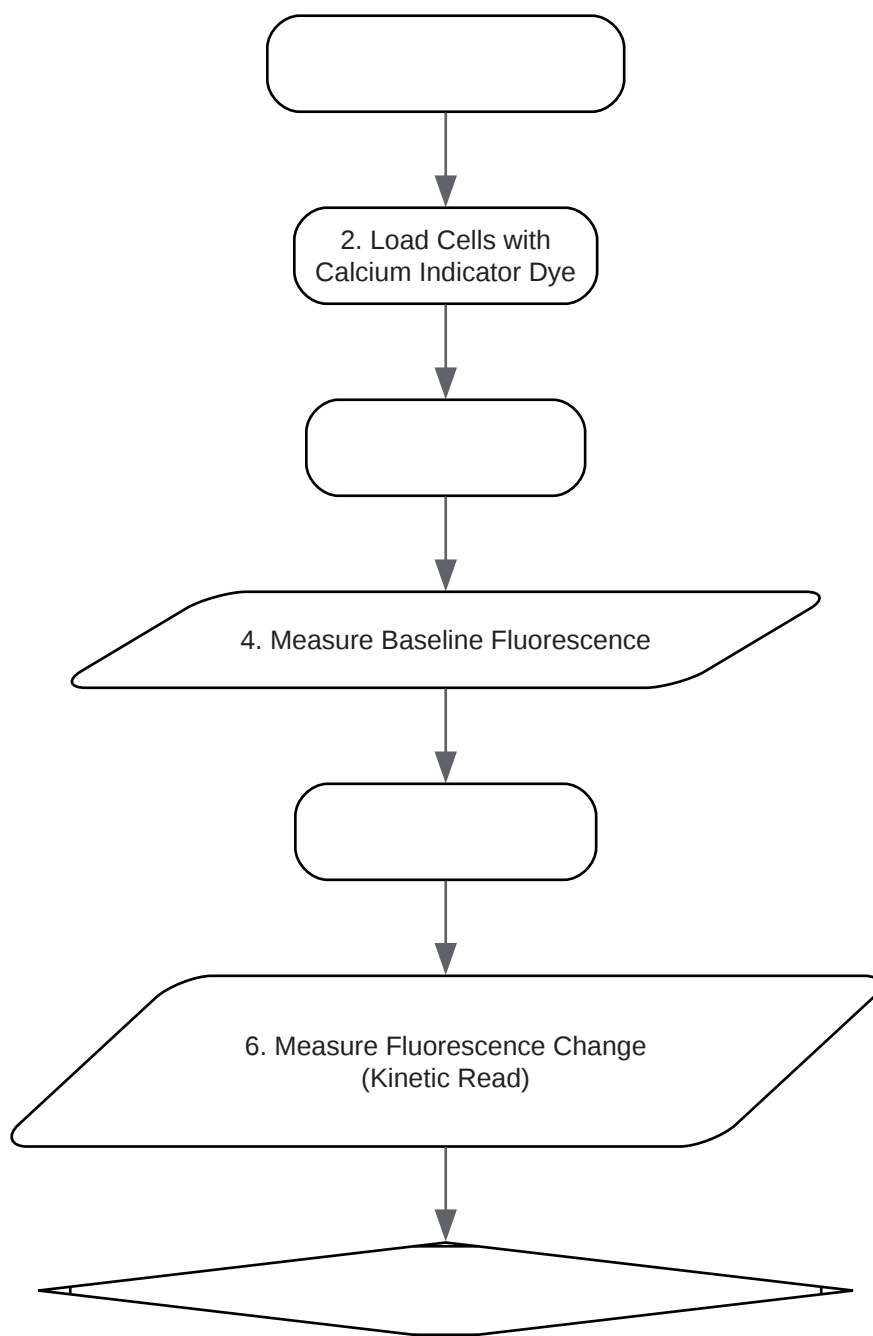 2. Load Cells with
Calcium Indicator Dye
4. Measure Baseline Fluorescence
6. Measure Fluorescence Change
(Kinetic Read)